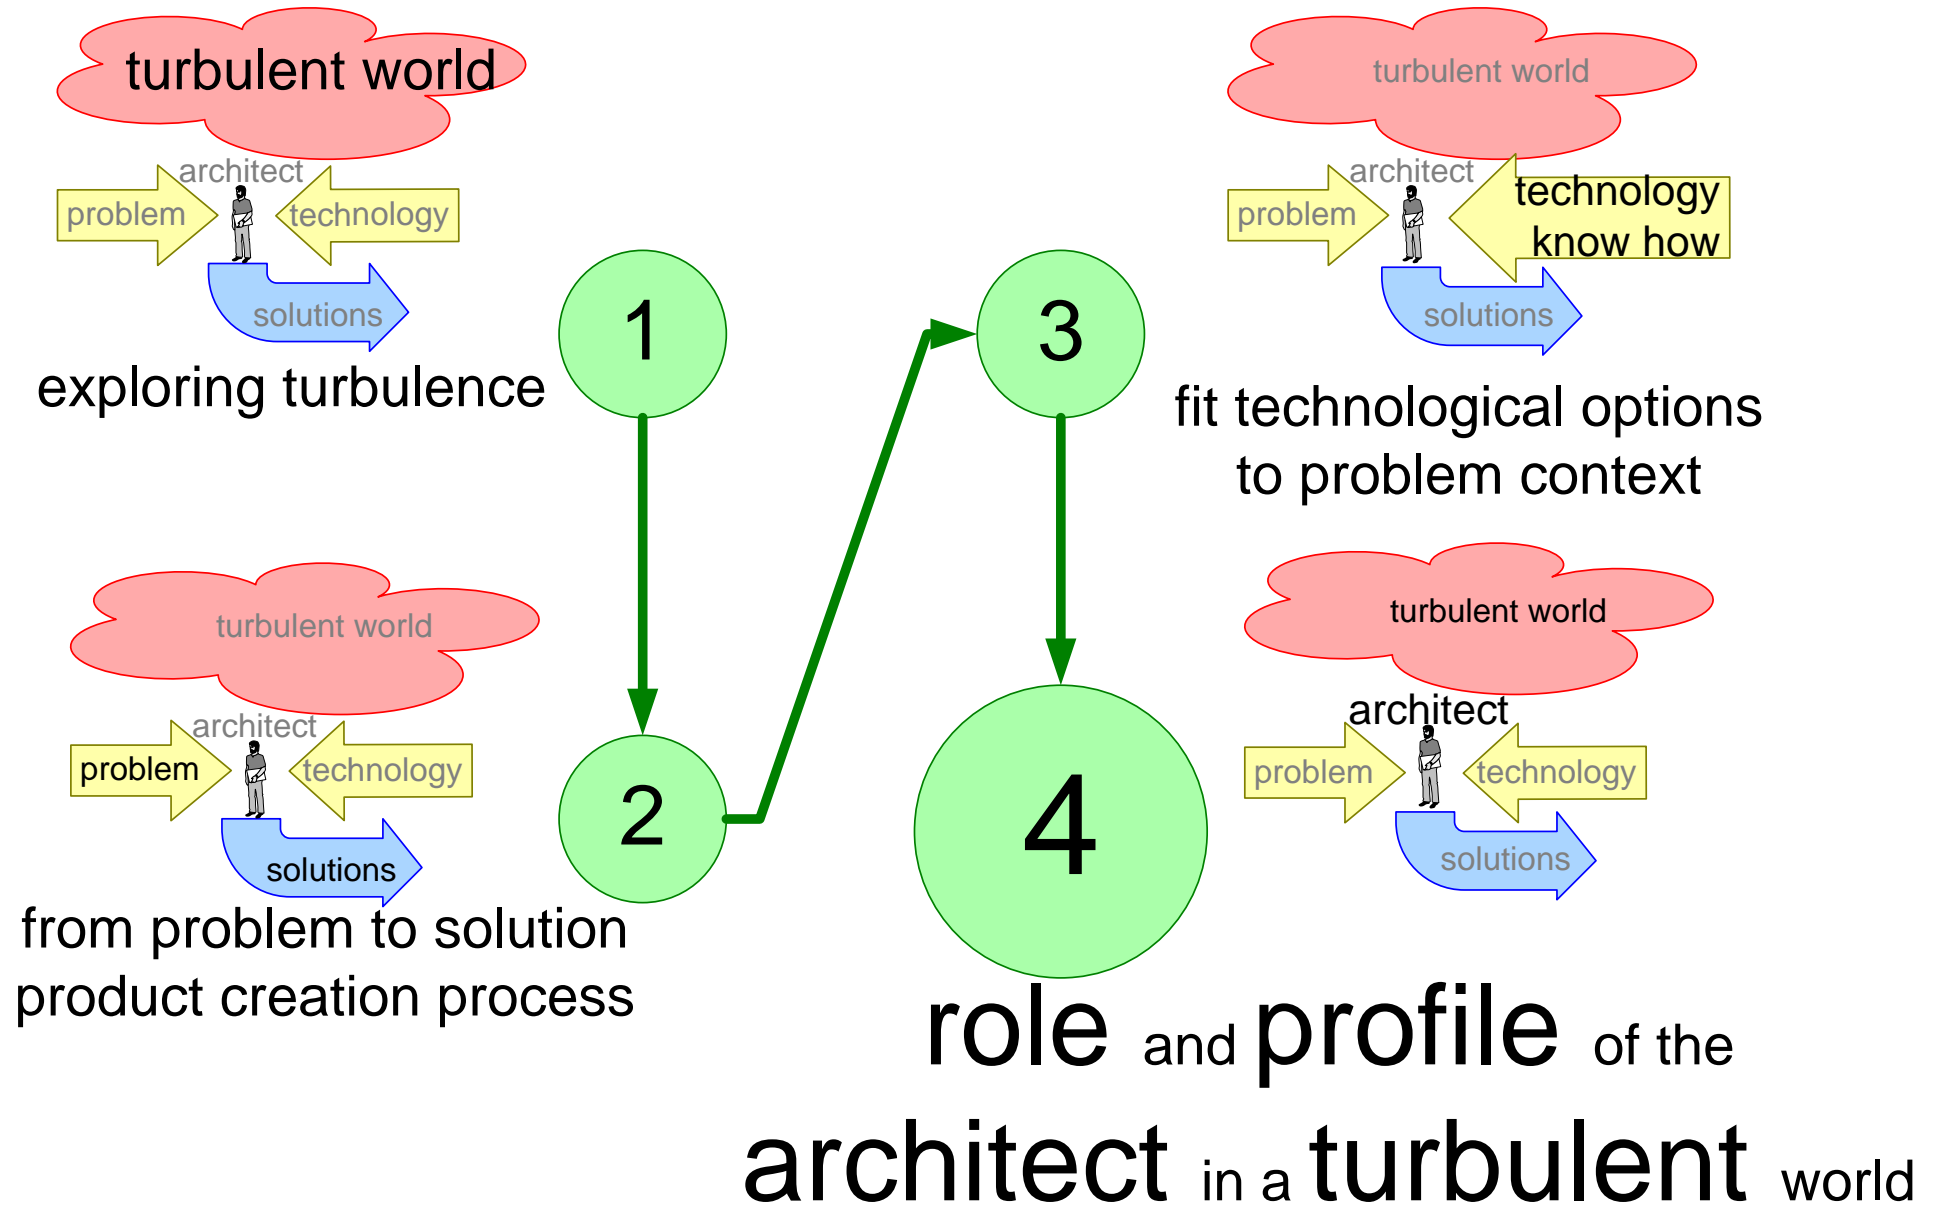 turbulent world
architect
problem
technology
solutions
exploring turbulence
1
turbulent world
architect
problem
technology
solutions
from problem to solution
product creation process
2
3
turbulent world
architect
problem
technology
know how
solutions
fit technological options
to problem context
4
turbulent world
architect
problem
technology
solutions
role and profile of the
architect in a turbulent world